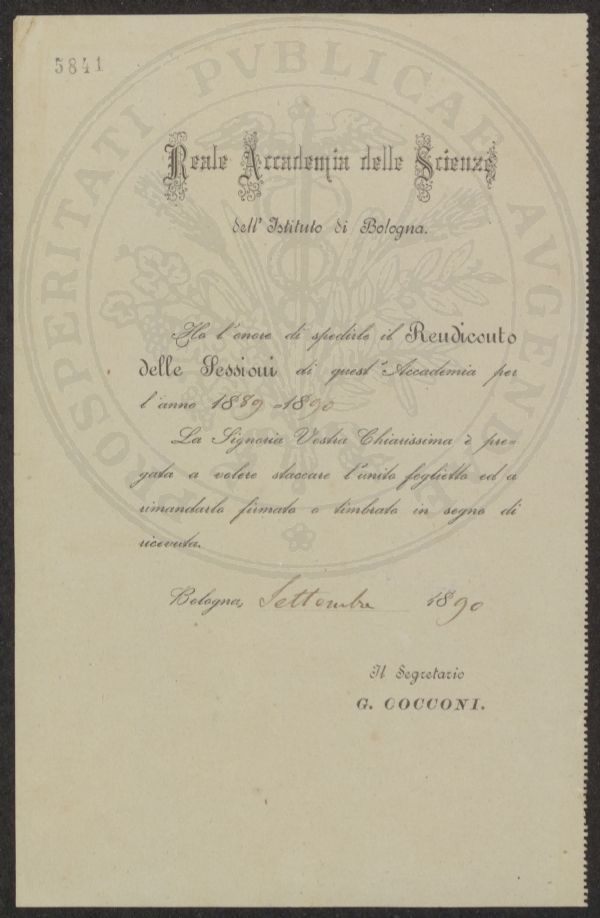 5841
PROSPERITATI PVBLICAE AVGENDAE
Reale Accademia delle Scienze
dell' Istituto di Bologna.
Ho l'onore di spedirle il Rendiconto
delle Sessioni di quest'Accademia per
l'anno 1889-1890
La Signoria Vostra Chiarissima è pre-
gata a volere staccare l'unito foglietto ed a
rimandarlo firmato o timbrato in segno di
ricevuta.
Bologna, Settembre 1890
Il Segretario
G. COCCONI.